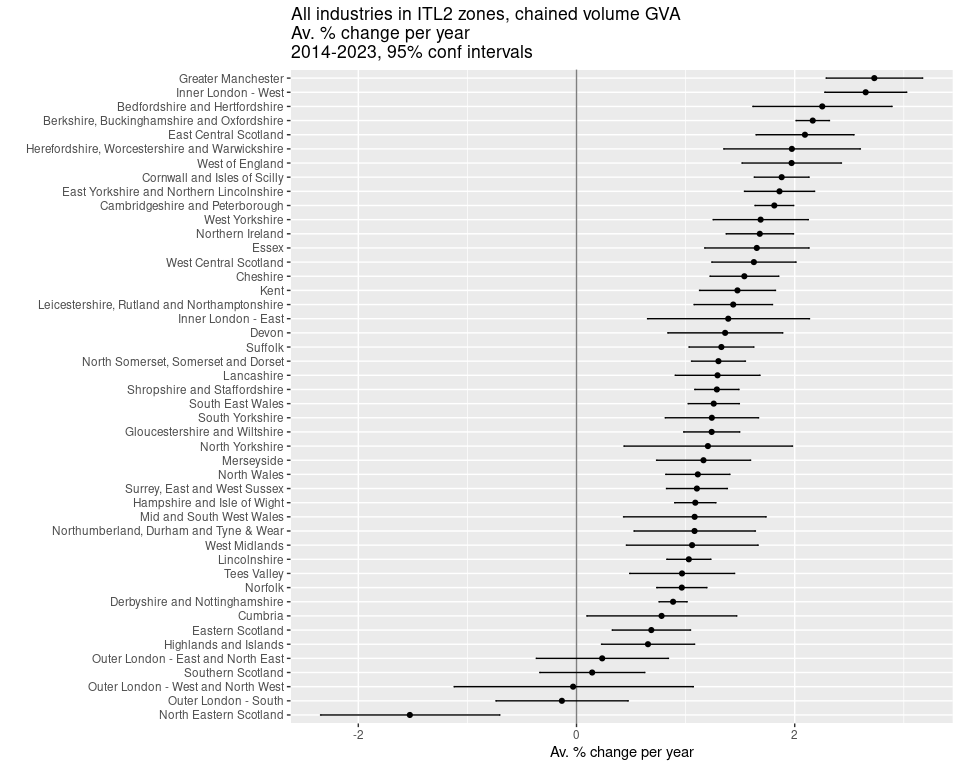 All industries in ITL2 zones, chained volume GVA
Av. % change per year
2014-2023, 95% conf intervals
Greater Manchester
Inner London - West
Bedfordshire and Hertfordshire
Berkshire, Buckinghamshire and Oxfordshire
East Central Scotland
Herefordshire, Worcestershire and Warwickshire
West of England
Cornwall and Isles of Scilly
East Yorkshire and Northern Lincolnshire
Cambridgeshire and Peterborough
West Yorkshire
Northern Ireland
Essex
West Central Scotland
Cheshire
Kent
Leicestershire, Rutland and Northamptonshire
Inner London - East
Devon
Suffolk
North Somerset, Somerset and Dorset
Lancashire
Shropshire and Staffordshire
South East Wales
South Yorkshire
Gloucestershire and Wiltshire
North Yorkshire
Merseyside
North Wales
Surrey, East and West Sussex
Hampshire and Isle of Wight
Mid and South West Wales
Northumberland, Durham and Tyne & Wear
West Midlands
Lincolnshire
Tees Valley
Norfolk
Derbyshire and Nottinghamshire
Cumbria
Eastern Scotland
Highlands and Islands
Outer London - East and North East
Southern Scotland
Outer London - West and North West
Outer London - South
North Eastern Scotland
-2 0 2
Av. % change per year